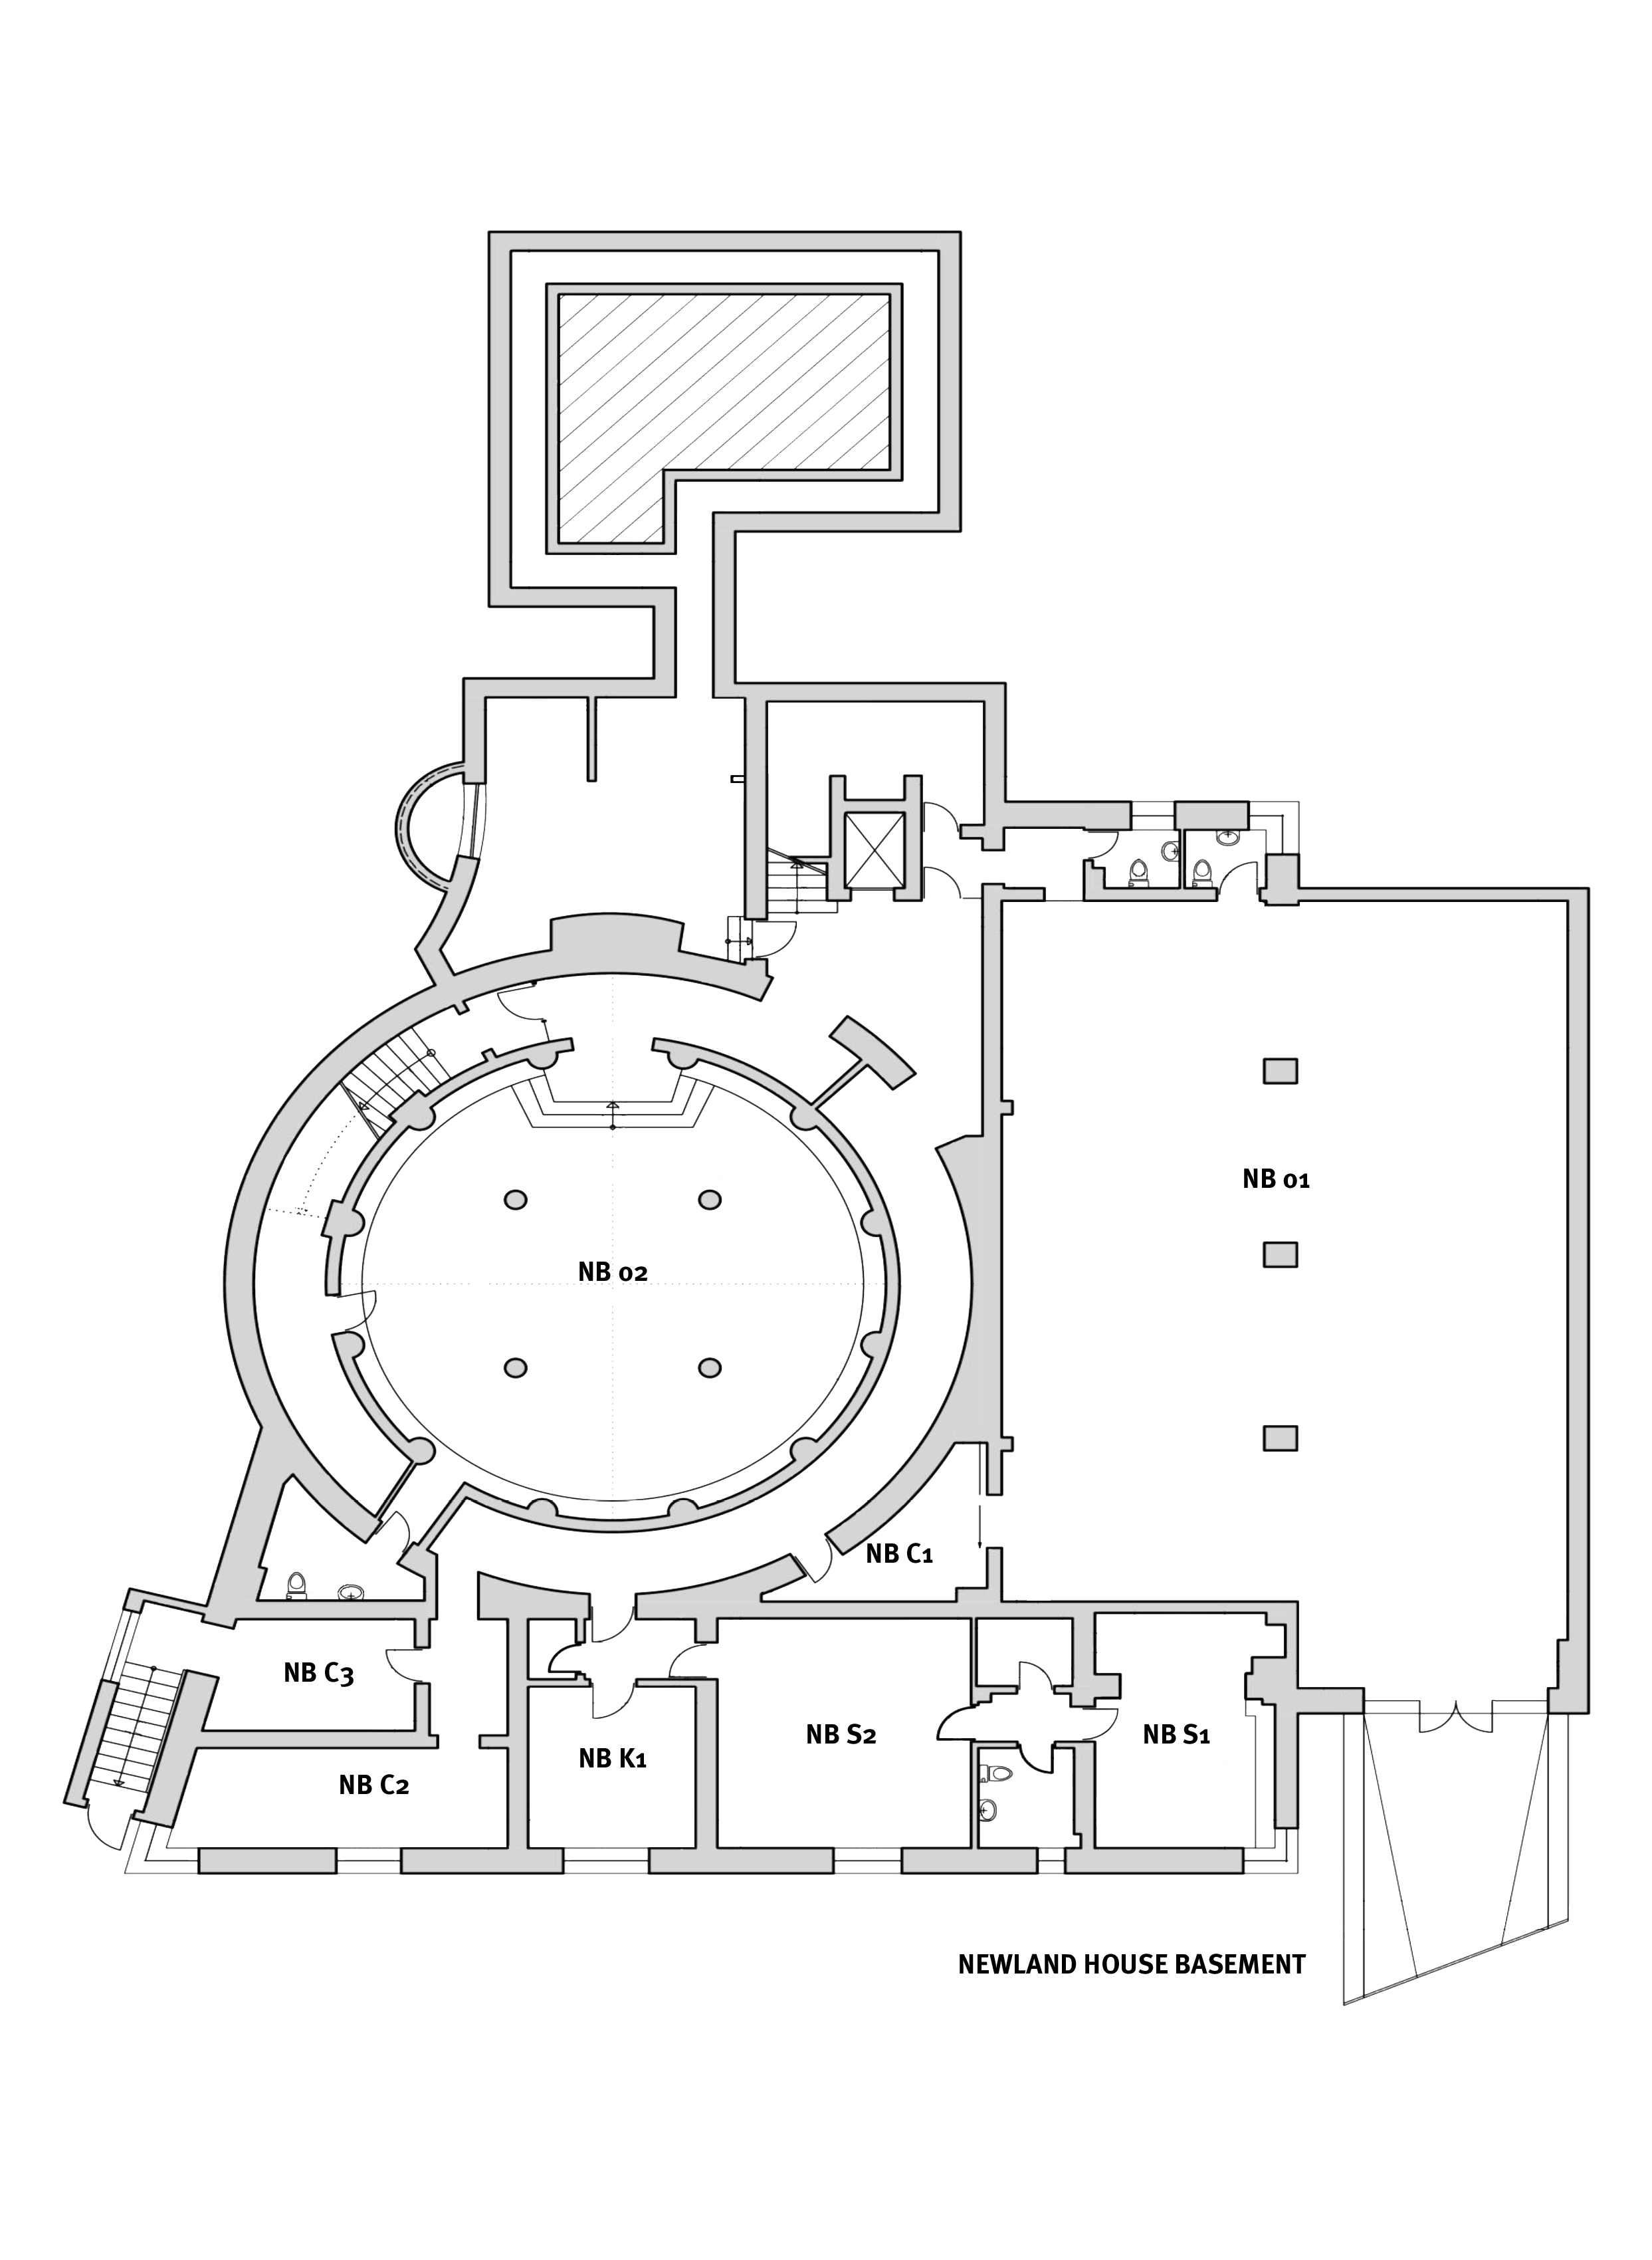 NB 01
NB 02
NB C1
NB C3
NB S2
NB S1
NB K1
NB C2
NEWLAND HOUSE BASEMENT